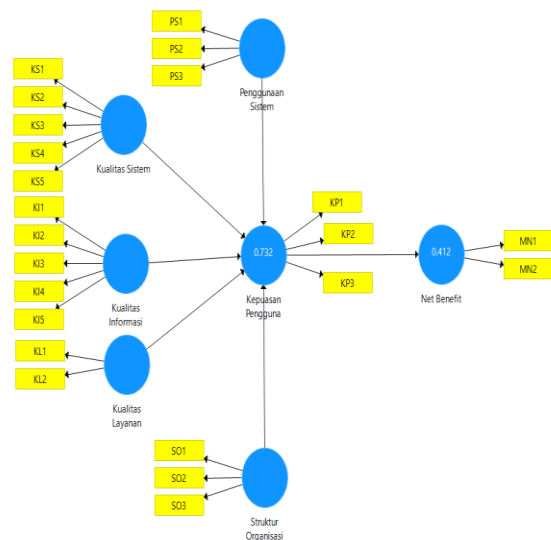 PS1
PS2
PS3
Penggunaan
Sistem
KS1
KS2
KS3
KS4
KS5
Kualitas Sistem
KI1
KI2
KI3
KI4
KI5
Kualitas
Informasi
KL1
KL2
Kualitas
Layanan
0.732
Kepuasan
Pengguna
KP1
KP2
KP3
0.412
Net Benefit
MN1
MN2
SO1
SO2
SO3
Struktur
Organisasi